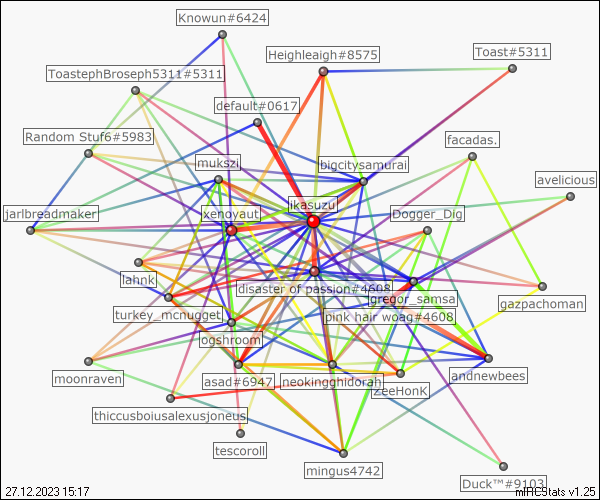 Knowun#6424
Heighleaigh#8575
Toast#5311
ToastephBroseph5311#5311
default#0617
Random Stuf6#5983
facadas.
mukszi
bigcitysamurai
avelicious
ikasuzu
jarlbreadmaker
xenoyaut
Dogger_Dig
lahnkj
disaster of passion#4608
gregor_samsa
gazpachoman
turkey_mcnugget
pink hair woag#4608
ogshroom
moonraven
asad#6947
neokingghidorah
andnewbees
zeeHonK
thiccusboiusalexusjoneus
tescoroll
mingus4742
Duck™#9103
27.12.2023 15:17
mIRCStats v1.25